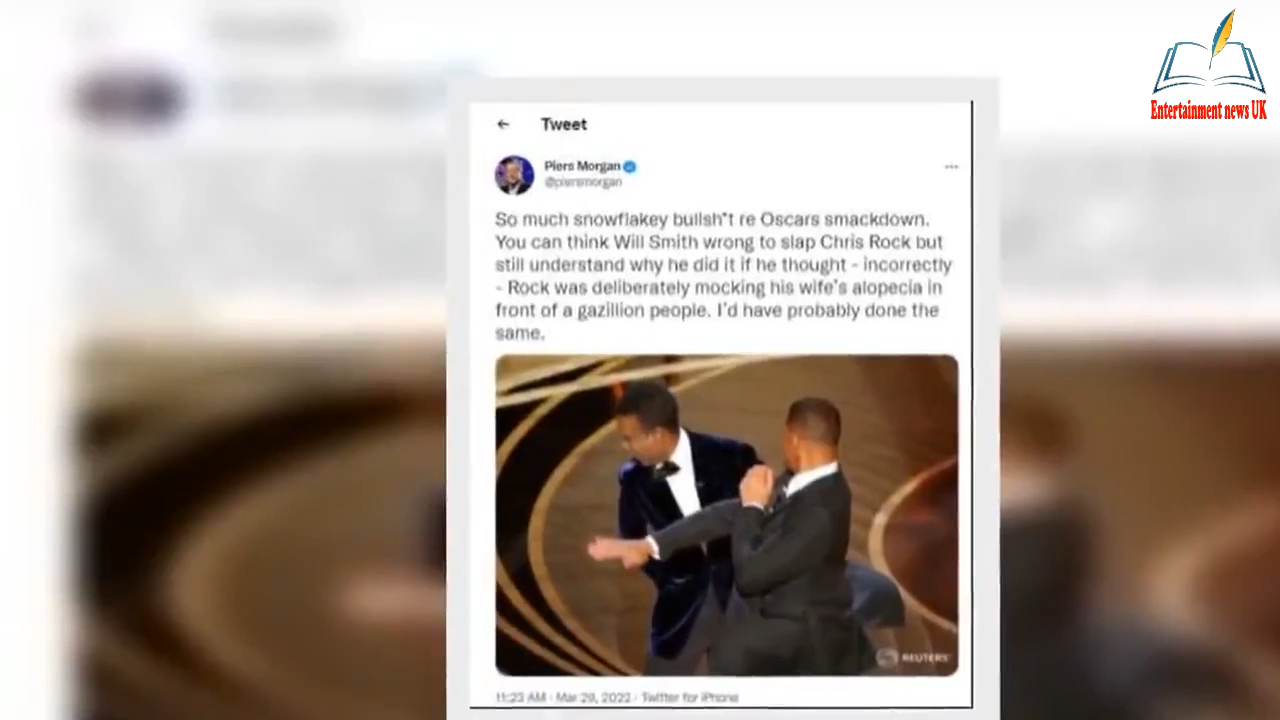 Entertainment news UK
Tweet
Piers Morgan
@piersmorgan
So much snowflakey bullsh*t re Oscars smackdown.
You can think Will Smith wrong to slap Chris Rock but
still understand why he did it if he thought - incorrectly
- Rock was deliberately mocking his wife's alopecia in
front of a gazillion people. I'd have probably done the
same.
REUTERS
11:23 AM · Mar 29, 2022 · Twitter for iPhone